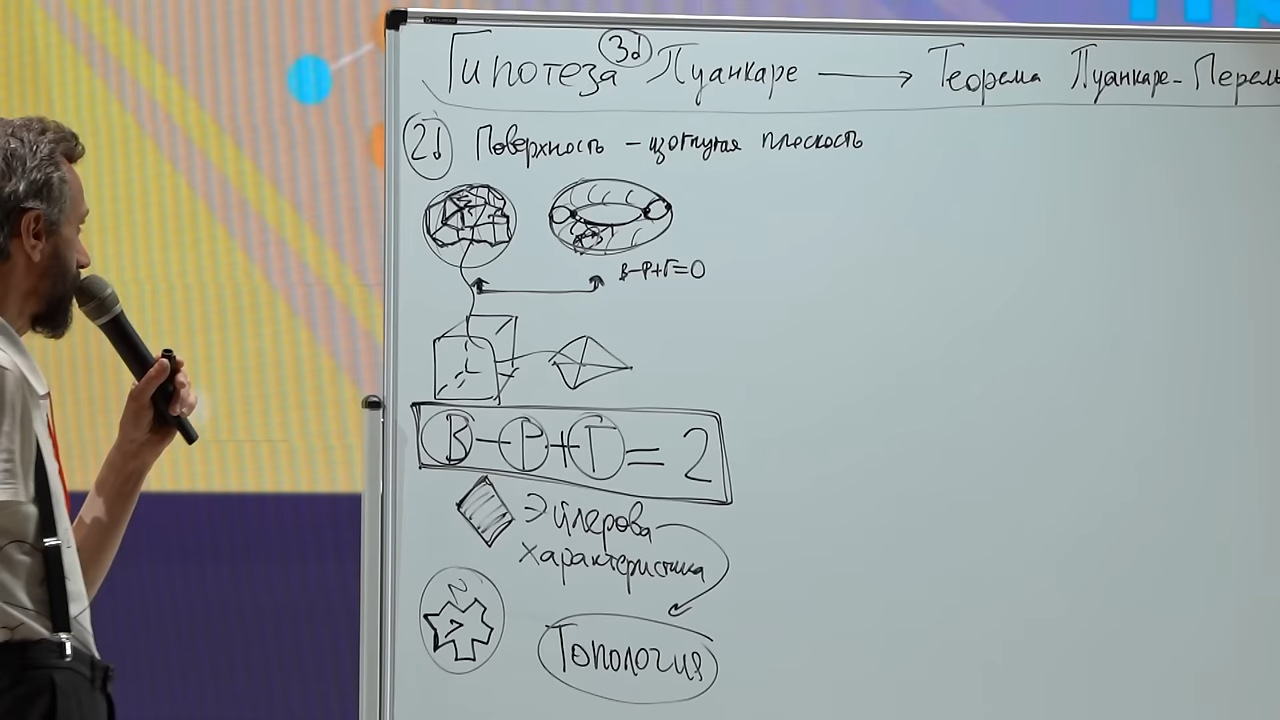 Гипотеза 3d Пуанкаре → Теорема Пуанкаре-Перель
2d Поверхность – изогнутая плоскость
В-Р+Г=0
В-Р+Г=2
Эйлерова
характеристика
Топология